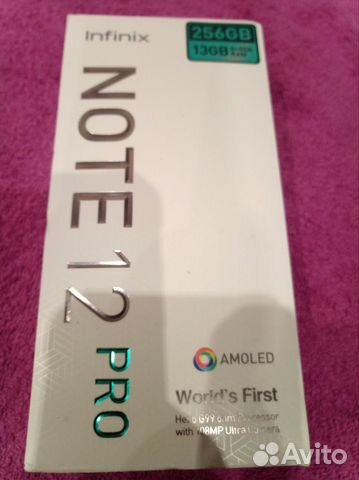 Infinix
256GB
13GB
NOTE 12 PRO
AMOLED
World's First
Helio G99 6nm Processor
with 108MP Ultra Camera
Avito